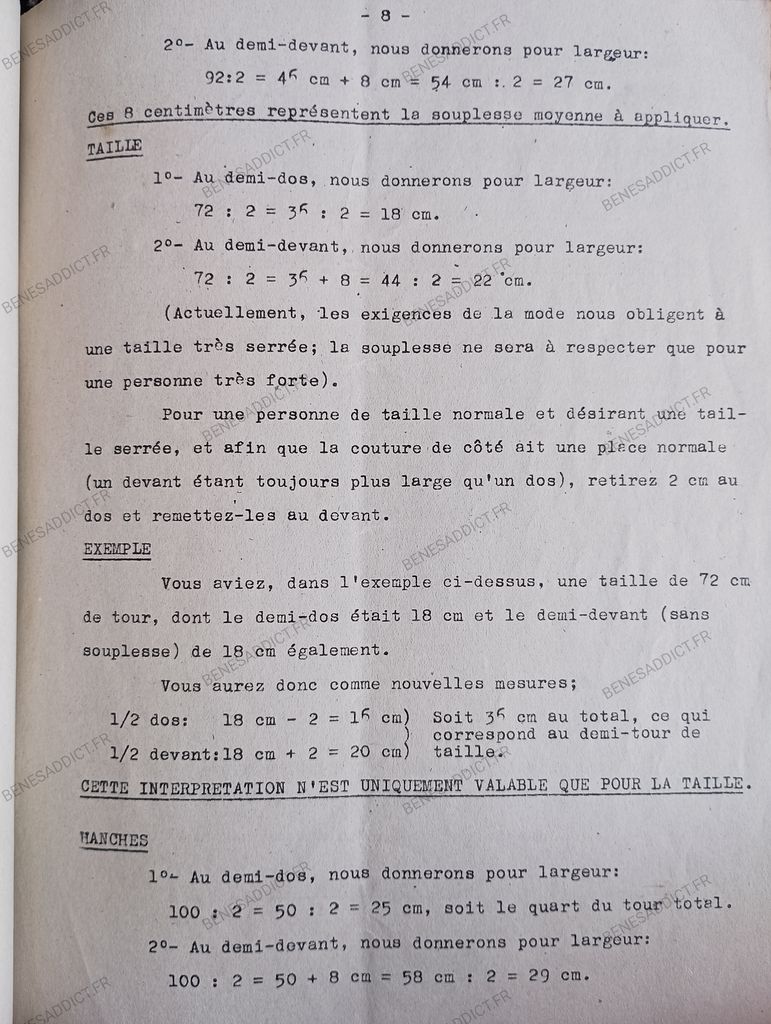 - 8 -
2°- Au demi-devant, nous donnerons pour largeur:
92:2 = 46 cm + 8 cm = 54 cm : 2 = 27 cm.
Ces 8 centimètres représentent la souplesse moyenne à appliquer.
TAILLE
1°- Au demi-dos, nous donnerons pour largeur:
72 : 2 = 36 : 2 = 18 cm.
2°- Au demi-devant, nous donnerons pour largeur:
72 : 2 = 36 + 8 = 44 : 2 = 22 cm.
(Actuellement, les exigences de la mode nous obligent à
une taille très serrée; la souplesse ne sera à respecter que pour
une personne très forte).
Pour une personne de taille normale et désirant une tail-
le serrée, et afin que la couture de côté ait une place normale
(un devant étant toujours plus large qu'un dos), retirez 2 cm au
dos et remettez-les au devant.
EXEMPLE
Vous aviez, dans l'exemple ci-dessus, une taille de 72 cm
de tour, dont le demi-dos était 18 cm et le demi-devant (sans
souplesse) de 18 cm également.
Vous aurez donc comme nouvelles mesures;
1/2 dos: 18 cm - 2 = 16 cm) Soit 36 cm au total, ce qui
) correspond au demi-tour de
1/2 devant:18 cm + 2 = 20 cm) taille.
CETTE INTERPRETATION N'EST UNIQUEMENT VALABLE QUE POUR LA TAILLE.
HANCHES
1°- Au demi-dos, nous donnerons pour largeur:
100 : 2 = 50 : 2 = 25 cm, soit le quart du tour total.
2°- Au demi-devant, nous donnerons pour largeur:
100 : 2 = 50 + 8 cm = 58 cm : 2 = 29 cm.
BENESADDICT.FR